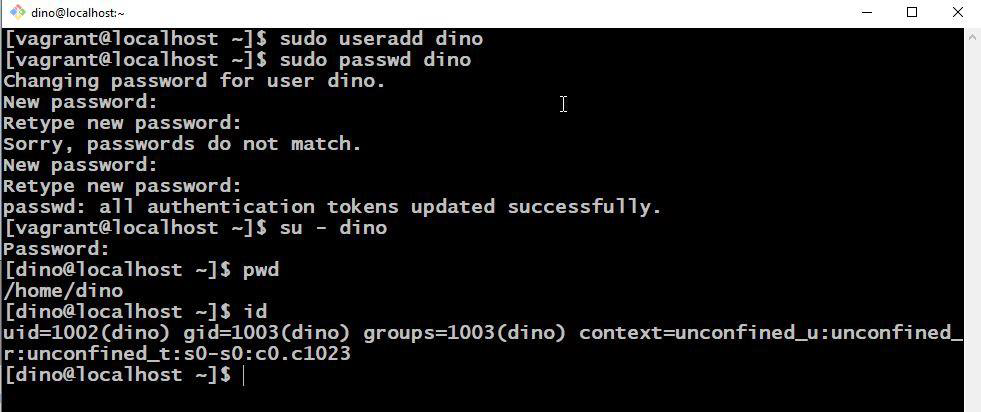 dino@localhost:~
[vagrant@localhost ~]$ sudo useradd dino
[vagrant@localhost ~]$ sudo passwd dino
Changing password for user dino.
New password:
Retype new password:
Sorry, passwords do not match.
New password:
Retype new password:
passwd: all authentication tokens updated successfully.
[vagrant@localhost ~]$ su - dino
Password:
[dino@localhost ~]$ pwd
/home/dino
[dino@localhost ~]$ id
uid=1002(dino) gid=1003(dino) groups=1003(dino) context=unconfined_u:unconfined_
r:unconfined_t:s0-s0:c0.c1023
[dino@localhost ~]$